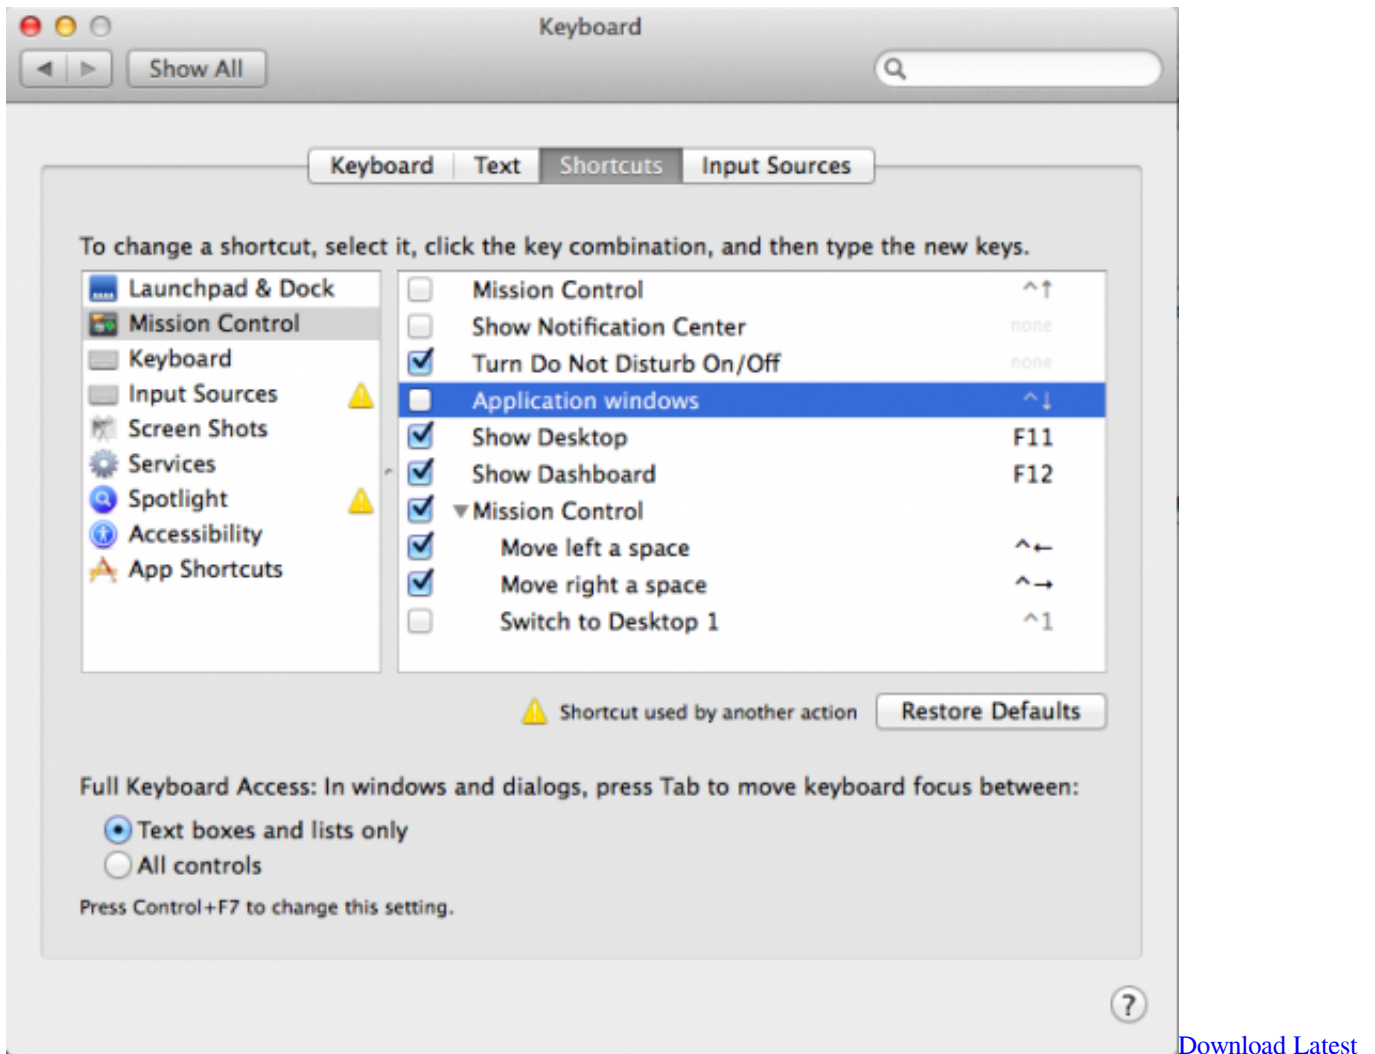 Keyboard
Show All
Keyboard Text Shortcuts Input Sources
To change a shortcut, select it, click the key combination, and then type the new keys.
Launchpad & Dock
Mission Control
Keyboard
Input Sources
Screen Shots
Services
Spotlight
Accessibility
App Shortcuts
Mission Control ^↑
Show Notification Center none
Turn Do Not Disturb On/Off none
Application windows ^↓
Show Desktop F11
Show Dashboard F12
Mission Control
Move left a space ^←
Move right a space ^→
Switch to Desktop 1 ^1
Shortcut used by another action Restore Defaults
Full Keyboard Access: In windows and dialogs, press Tab to move keyboard focus between:
Text boxes and lists only
All controls
Press Control+F7 to change this setting.
?
Download Latest